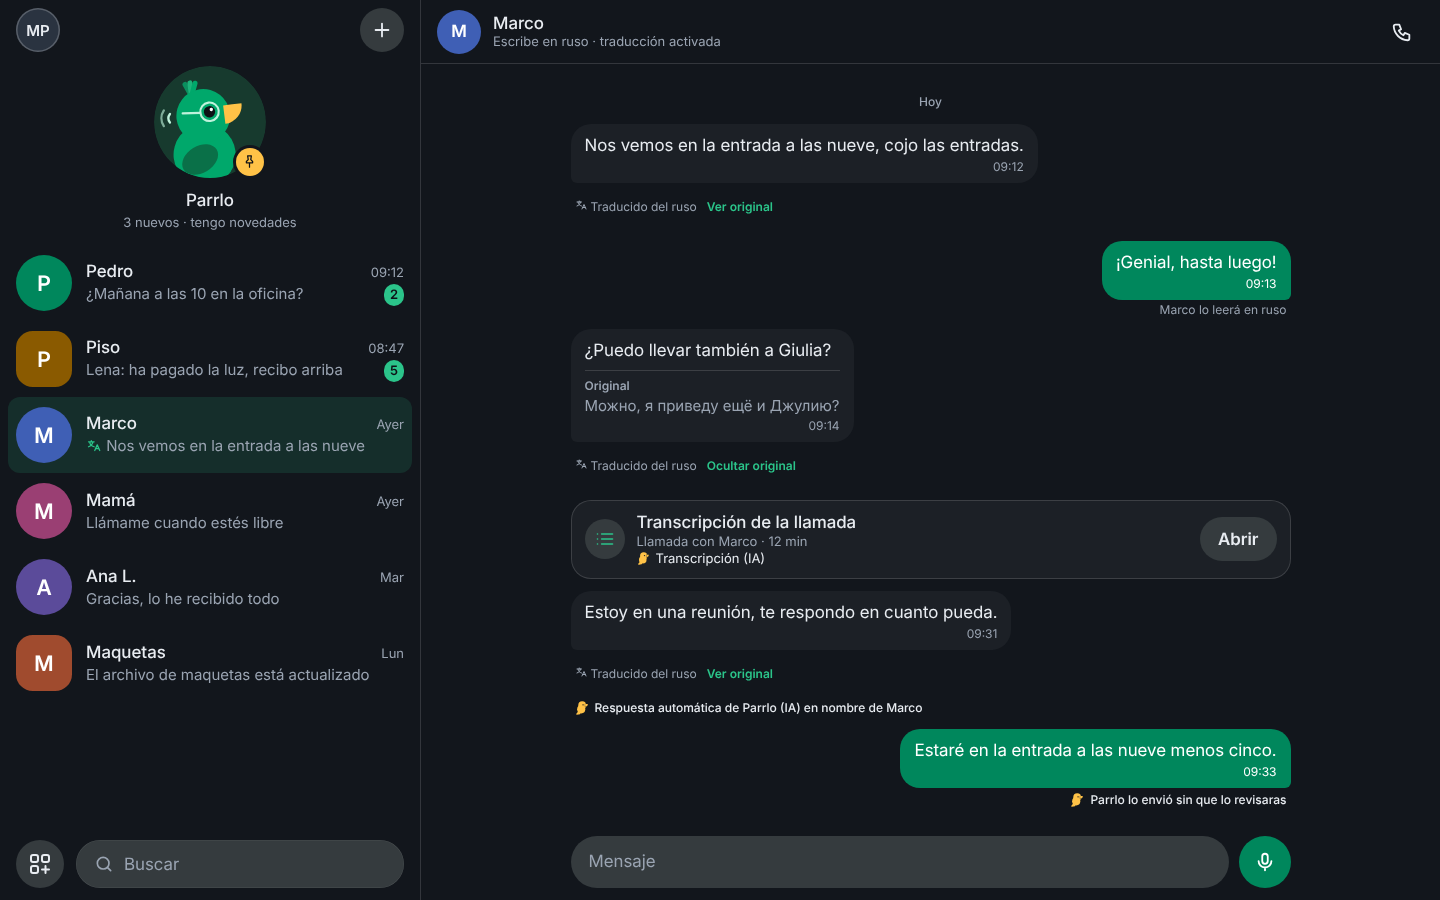 MP
Parrlo
3 nuevos · tengo novedades
P
Pedro
09:12
¿Mañana a las 10 en la oficina?
2
P
Piso
08:47
Lena: ha pagado la luz, recibo arriba
5
M
Marco
Ayer
Nos vemos en la entrada a las nueve
M
Mamá
Ayer
Llámame cuando estés libre
A
Ana L.
Mar
Gracias, lo he recibido todo
M
Maquetas
Lun
El archivo de maquetas está actualizado
Buscar
M
Marco
Escribe en ruso · traducción activada
Hoy
Nos vemos en la entrada a las nueve, cojo las entradas.
09:12
Traducido del ruso Ver original
¡Genial, hasta luego!
09:13
Marco lo leerá en ruso
¿Puedo llevar también a Giulia?
Original
Можно, я приведу ещё и Джулию?
09:14
Traducido del ruso Ocultar original
Transcripción de la llamada
Llamada con Marco · 12 min
Transcripción (IA)
Abrir
Estoy en una reunión, te respondo en cuanto pueda.
09:31
Traducido del ruso Ver original
Respuesta automática de Parrlo (IA) en nombre de Marco
Estaré en la entrada a las nueve menos cinco.
09:33
Parrlo lo envió sin que lo revisaras
Mensaje